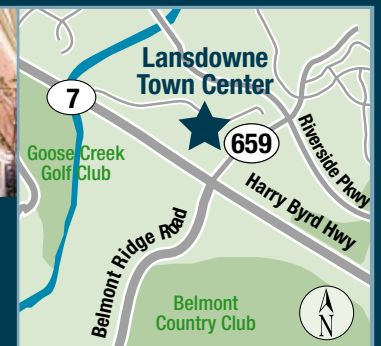 Lansdowne
Town Center
7
659
Goose Creek
Golf Club
Riverside Pkwy
Harry Byrd Hwy
Belmont Ridge Road
Belmont
Country Club
N